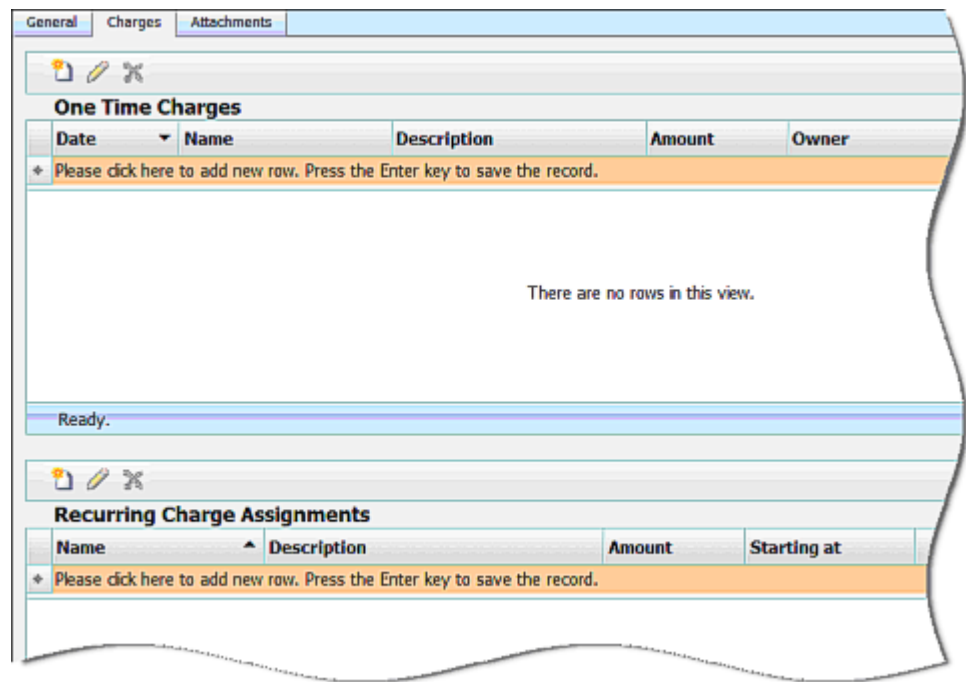 General Charges Attachments
One Time Charges
Date Name Description Amount Owner
Please click here to add new row. Press the Enter key to save the record.
There are no rows in this view.
Ready.
Recurring Charge Assignments
Name Description Amount Starting at
Please click here to add new row. Press the Enter key to save the record.